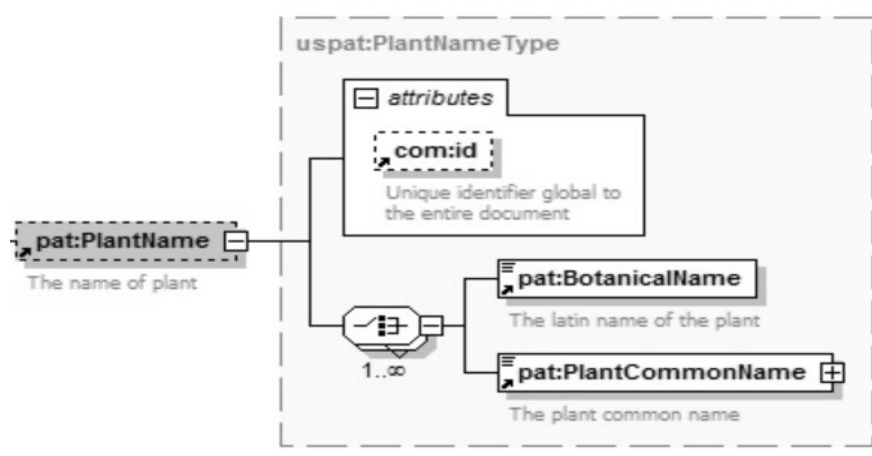 uspat:PlantNameType
attributes
com:id
Unique identifier global to
the entire document
pat:PlantName
The name of plant
pat:BotanicalName
The latin name of the plant
1..∞
pat:PlantCommonName
The plant common name